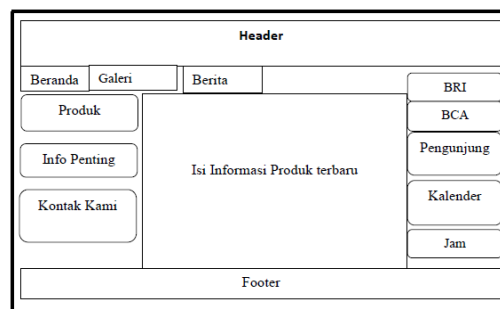 Header
Beranda
Galeri
Berita
Produk
Info Penting
Kontak Kami
Isi Informasi Produk terbaru
BRI
BCA
Pengunjung
Kalender
Jam
Footer